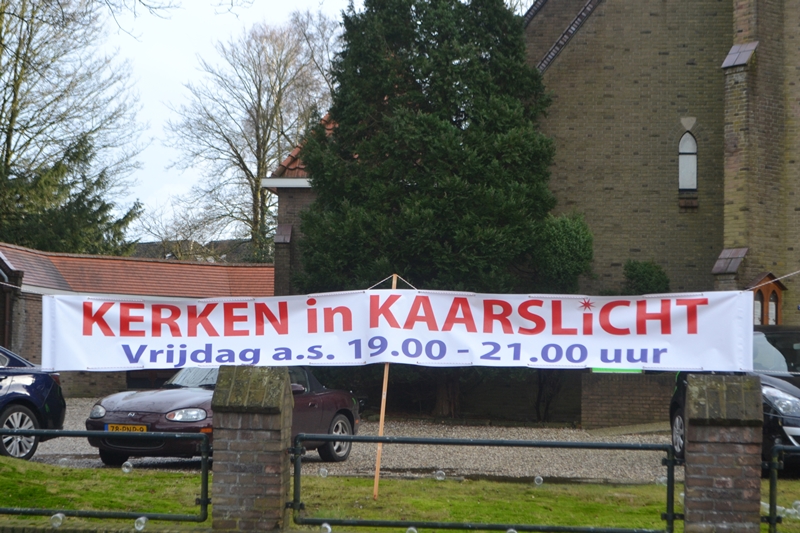 KERKEN in KAARSLiCHT
Vrijdag a.s. 19.00 - 21.00 uur